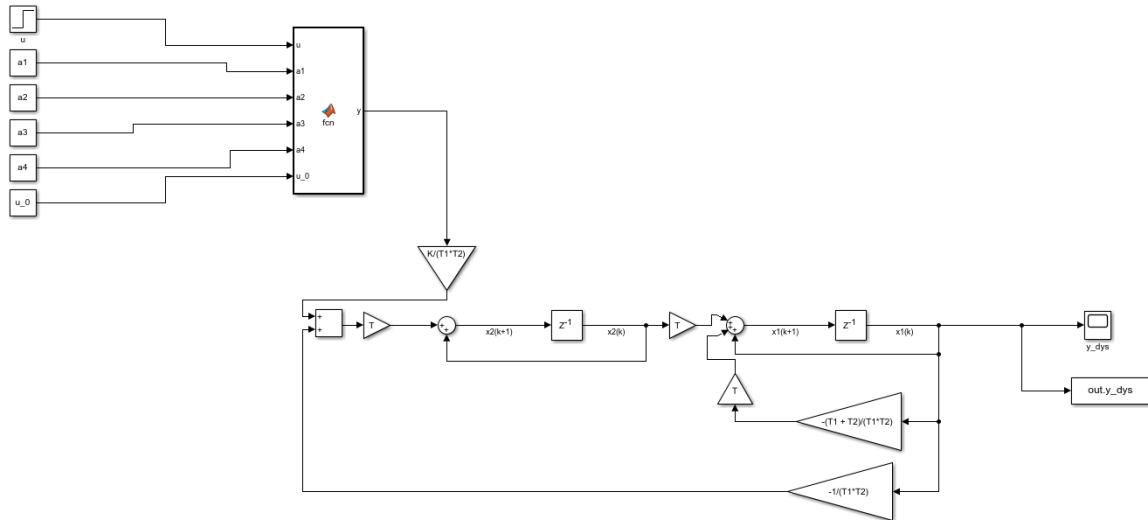 u
a1
a2
a3
a4
u_0
u
a1
a2
a3
a4
u_0
fcn
y
K/(T1*T2)
+
+
T
+
+
x2(k+1)
Z-1
x2(k)
T
+
+
+
x1(k+1)
Z-1
x1(k)
y_dys
out.y_dys
T
-(T1 + T2)/(T1*T2)
-1/(T1*T2)